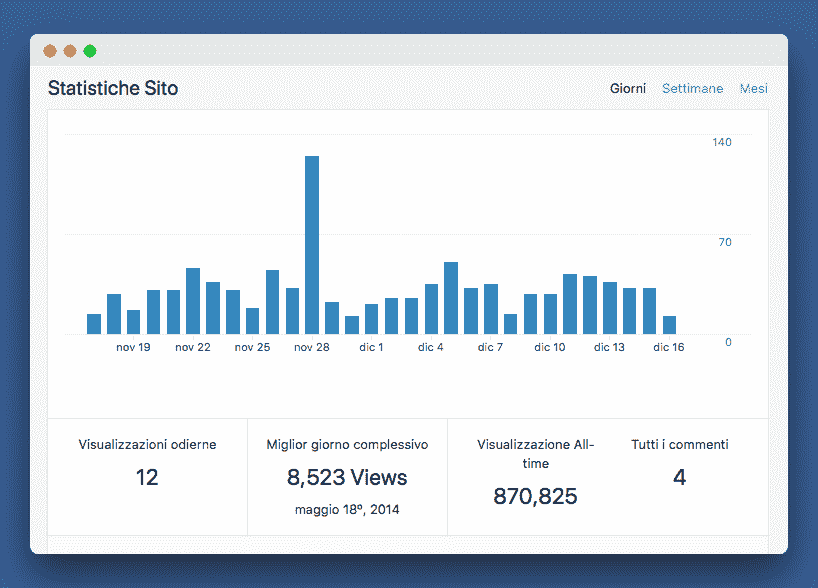 Statistiche Sito
Giorni Settimane Mesi
140
70
0
nov 19 nov 22 nov 25 nov 28 dic 1 dic 4 dic 7 dic 10 dic 13 dic 16
Visualizzazioni odierne
12
Miglior giorno complessivo
8,523 Views
maggio 18º, 2014
Visualizzazione All-
time
870,825
Tutti i commenti
4